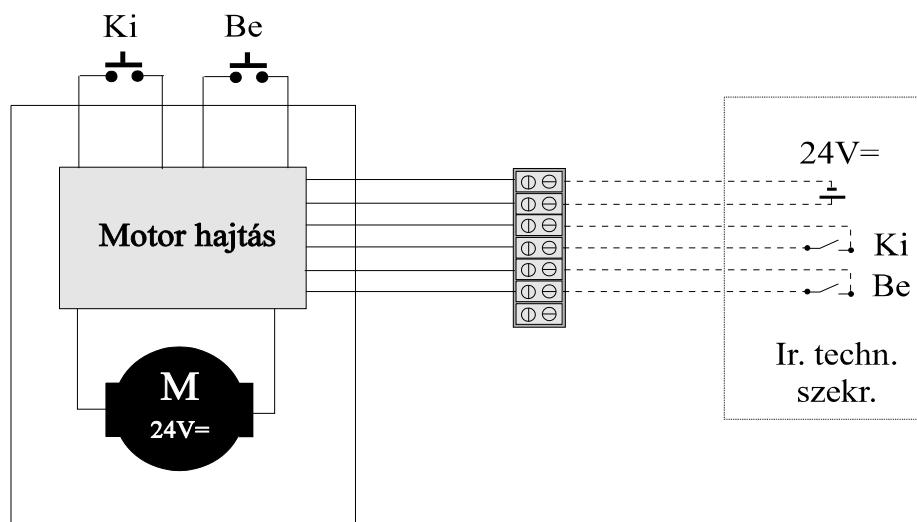 Ki
Be
24V=
Motor hajtás
Ki
Be
M
24V=
Ir. techn.
szekr.